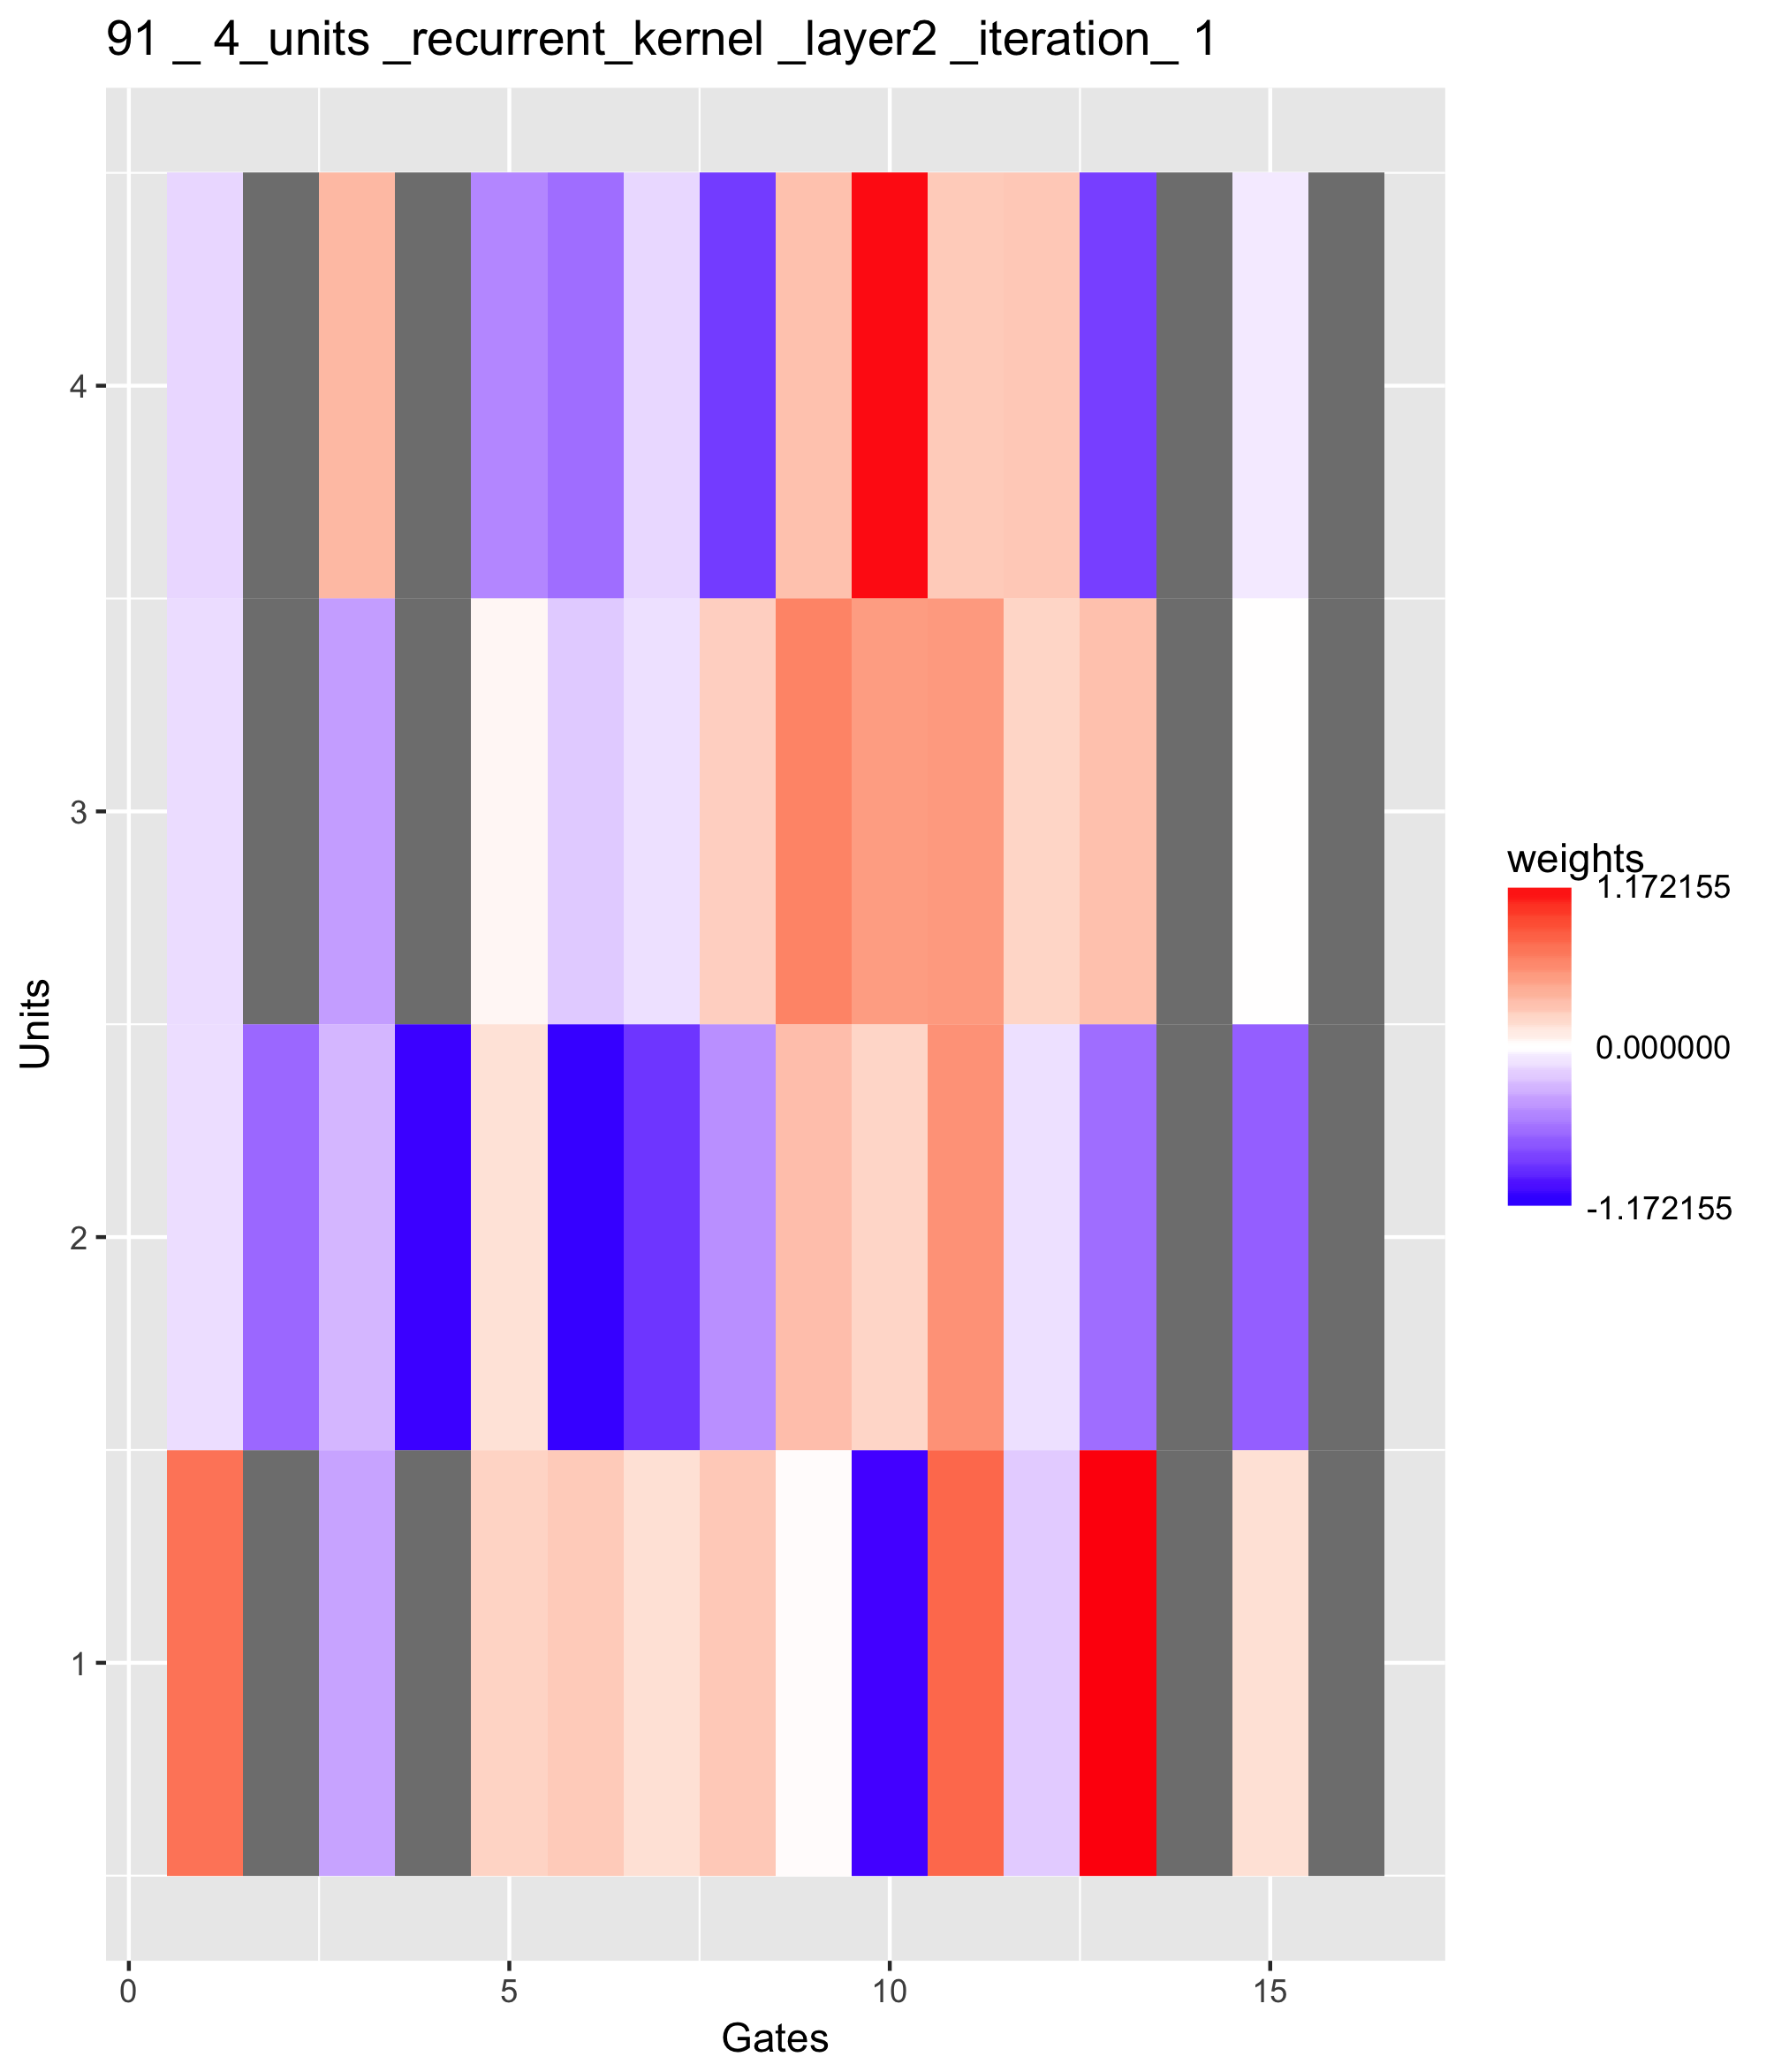 91 _ 4_units _recurrent_kernel _layer2 _iteration_ 1
Units
4
3
2
1
0 5 10 15
Gates
weights
1.172155
0.000000
-1.172155